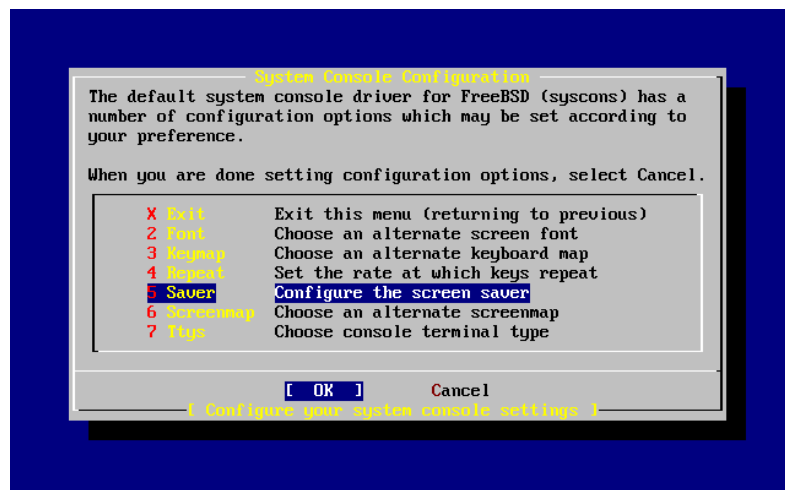 System Console Configuration
The default system console driver for FreeBSD (syscons) has a
number of configuration options which may be set according to
your preference.
When you are done setting configuration options, select Cancel.
X Exit Exit this menu (returning to previous)
2 Font Choose an alternate screen font
3 Keymap Choose an alternate keyboard map
4 Repeat Set the rate at which keys repeat
5 Saver Configure the screen saver
6 Screenmap Choose an alternate screenmap
7 Ttys Choose console terminal type
[ OK ] Cancel
[ Configure your system console settings ]